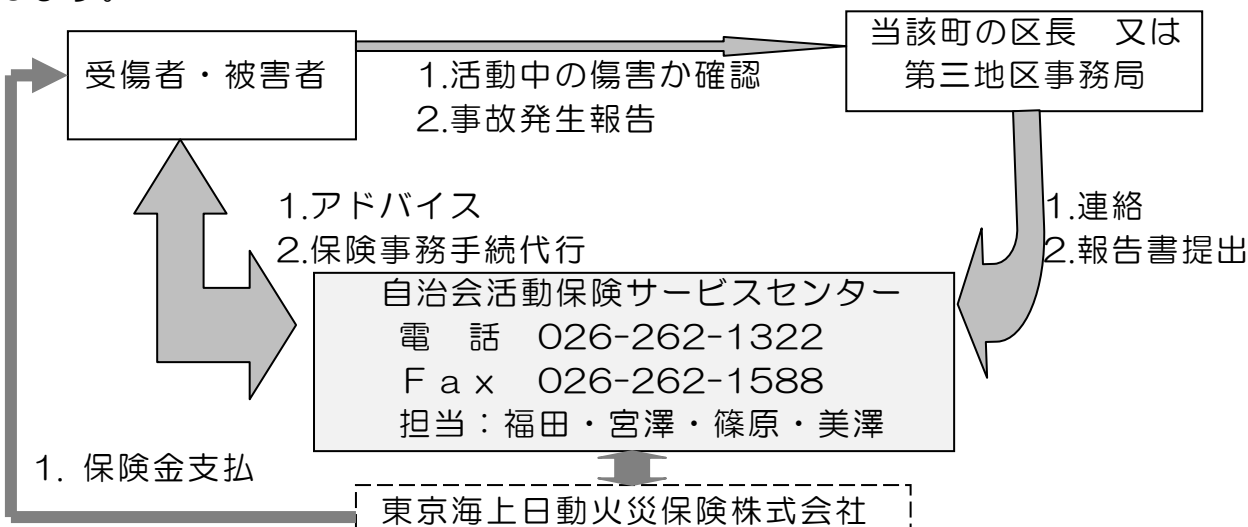 します。
受傷者・被害者
当該町の区長　又は
第三地区事務局
1.活動中の傷害か確認
2.事故発生報告
1.アドバイス
2.保険事務手続代行
1.連絡
2.報告書提出
自治会活動保険サービスセンター
電　話　026-262-1322
Ｆａｘ　026-262-1588
担当：福田・宮澤・篠原・美澤
1. 保険金支払
東京海上日動火災保険株式会社